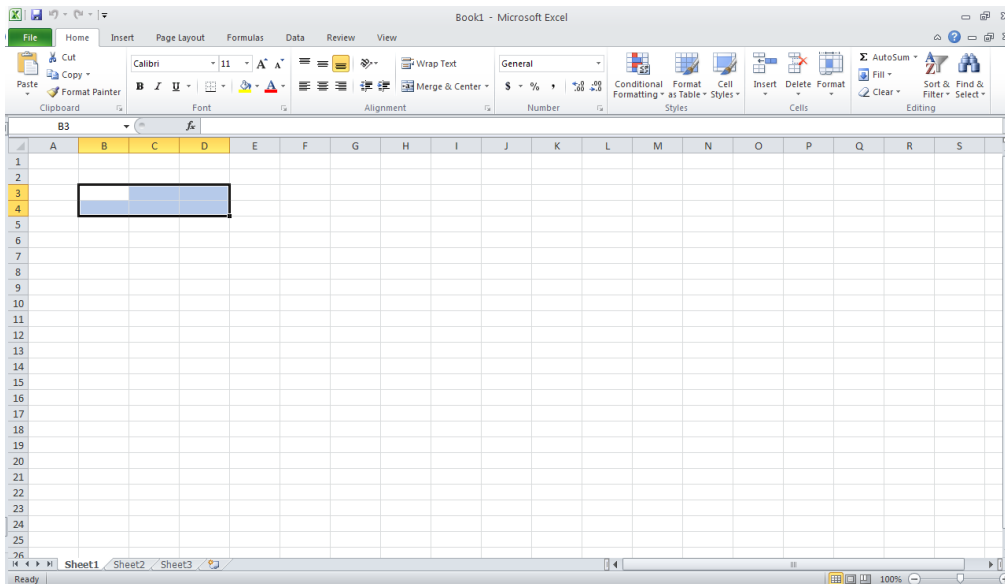 Book1 - Microsoft Excel
File Home Insert Page Layout Formulas Data Review View
Cut
Copy
Format Painter
Paste
Calibri 11
B I U
Wrap Text
Merge & Center
General
$ % ,
Conditional Formatting
Format as Table
Cell Styles
Insert Delete Format
AutoSum
Fill
Clear
Sort & Filter
Find & Select
Clipboard Font Alignment Number Styles Cells Editing
B3 fx
A B C D E F G H I J K L M N O P Q R S
1
2
3
4
5
6
7
8
9
10
11
12
13
14
15
16
17
18
19
20
21
22
23
24
25
26
Sheet1 Sheet2 Sheet3
Ready 100%